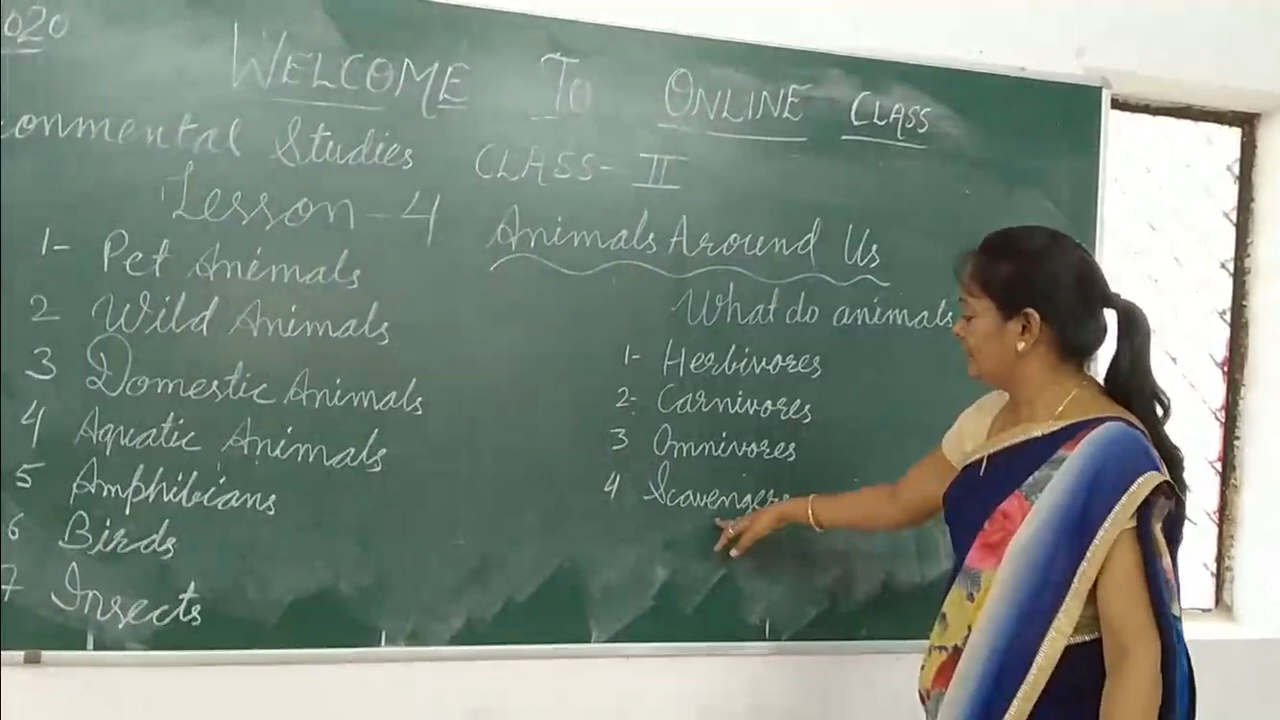 020
WELCOME TO ONLINE CLASS
onmental Studies CLASS- II
Lesson-4 Animals Around Us
1- Pet Animals
2 Wild Animals
3 Domestic Animals
4 Aquatic Animals
5 Amphibians
6 Birds
7 Insects
What do animals
1- Herbivores
2- Carnivores
3 Omnivores
4 Scavengers